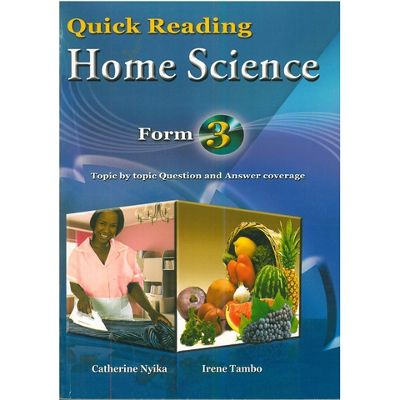 Quick Reading
Home Science
Form 3
Topic by topic Question and Answer coverage
Catherine Nyika Irene Tambo